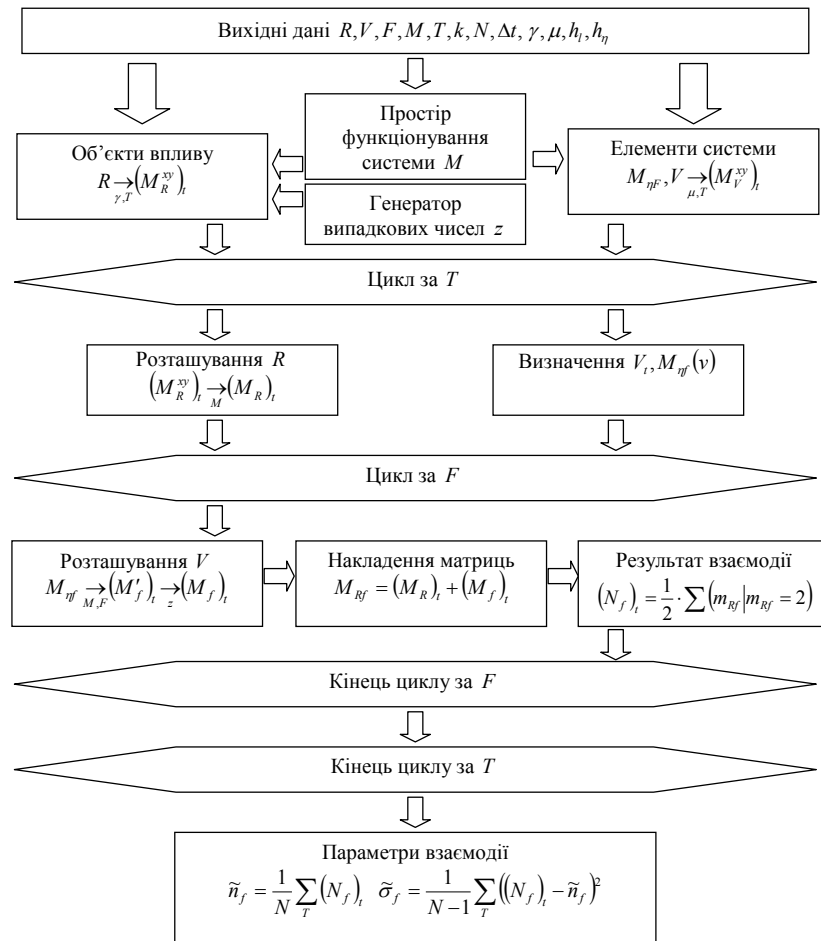 Вихідні дані R, V, F, M, T, k, N, Δt, γ, μ, h_l, h_η
Простір
функціонування
системи M
Об’єкти впливу
R →_{γ,T} (M_R^{xy})_t
Елементи системи
M_{ηF}, V →_{μ,T} (M_V^{xy})_t
Генератор
випадкових чисел z
Цикл за T
Розташування R
(M_R^{xy})_t →_M (M_R)_t
Визначення V_t, M_{ηf}(v)
Цикл за F
Розташування V
M_{ηf} →_{M,F} (M′_f)_t →_z (M_f)_t
Накладення матриць
M_{Rf} = (M_R)_t + (M_f)_t
Результат взаємодії
(N_f)_t = 1/2 · ∑(m_{Rf}|m_{Rf} = 2)
Кінець циклу за F
Кінець циклу за T
Параметри взаємодії
ñ_f = 1/N ∑_T (N_f)_t σ̃_f = 1/(N−1) ∑_T ((N_f)_t − ñ_f)²